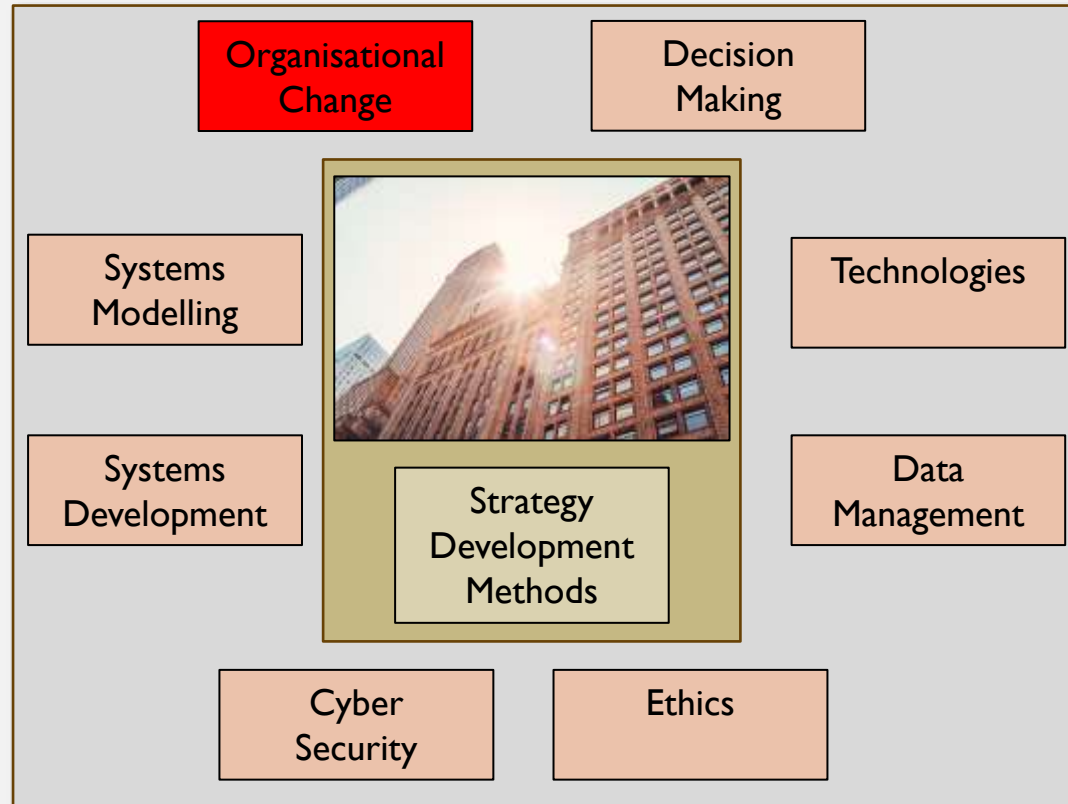 Organisational
Change
Decision
Making
Systems
Modelling
Technologies
Systems
Development
Strategy
Development
Methods
Data
Management
Cyber
Security
Ethics